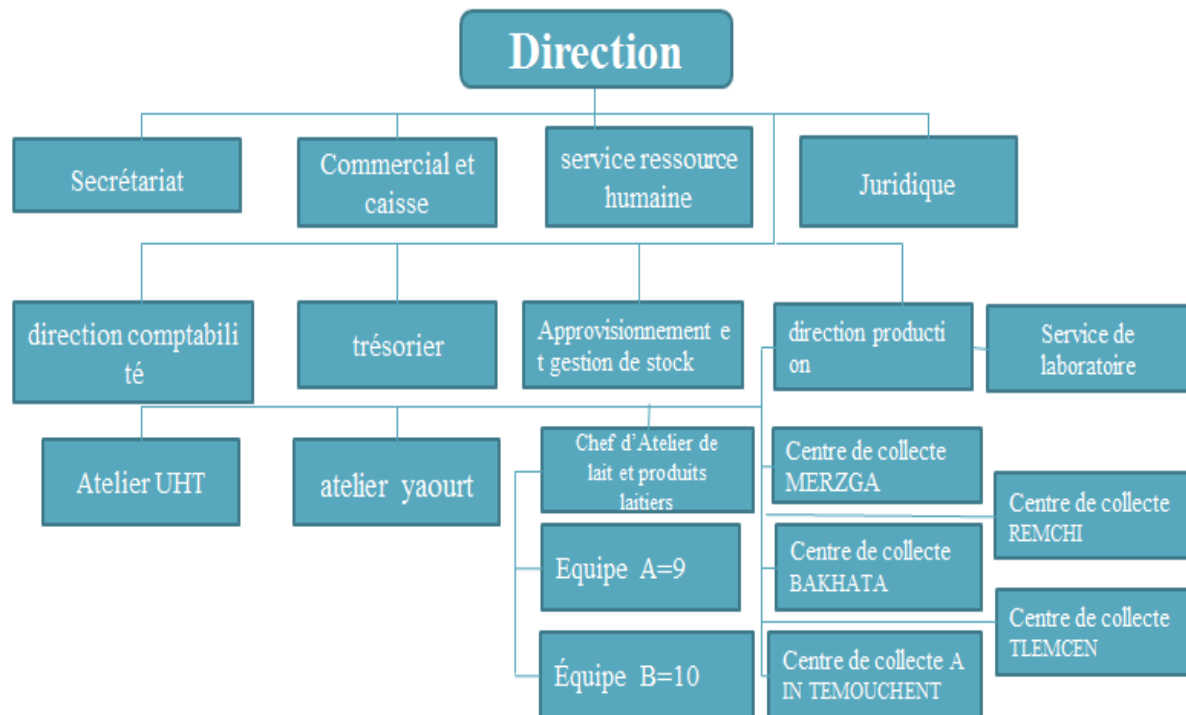 Direction
Secrétariat
Commercial et
caisse
service ressource
humaine
Juridique
direction comptabili
té
trésorier
Approvisionnement e
t gestion de stock
direction producti
on
Service de
laboratoire
Atelier UHT
atelier yaourt
Chef d’Atelier de
lait et produits
laitiers
Centre de collecte
MERZGA
Centre de collecte
REMCHI
Equipe A=9
Centre de collecte
BAKHATA
Centre de collecte
TLEMCEN
Équipe B=10
Centre de collecte A
IN TEMOUCHENT